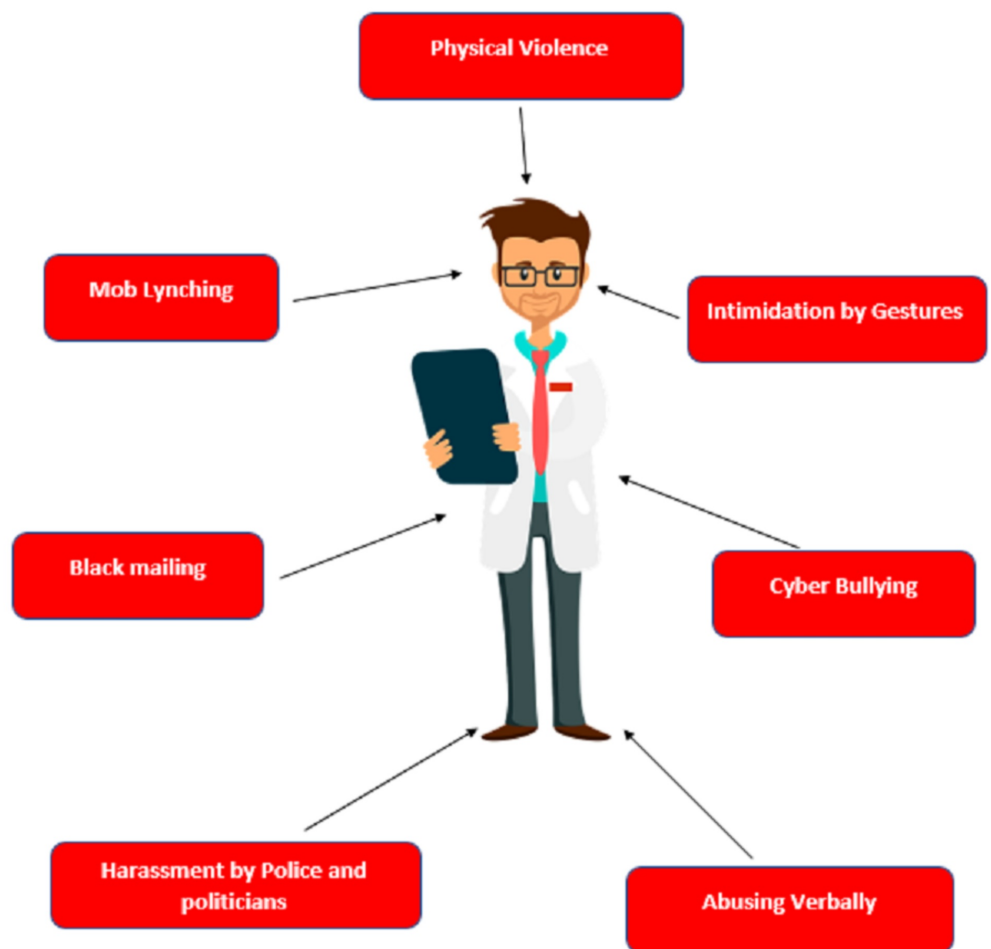 Physical Violence
Mob Lynching
Intimidation by Gestures
Black mailing
Cyber Bullying
Harassment by Police and
politicians
Abusing Verbally